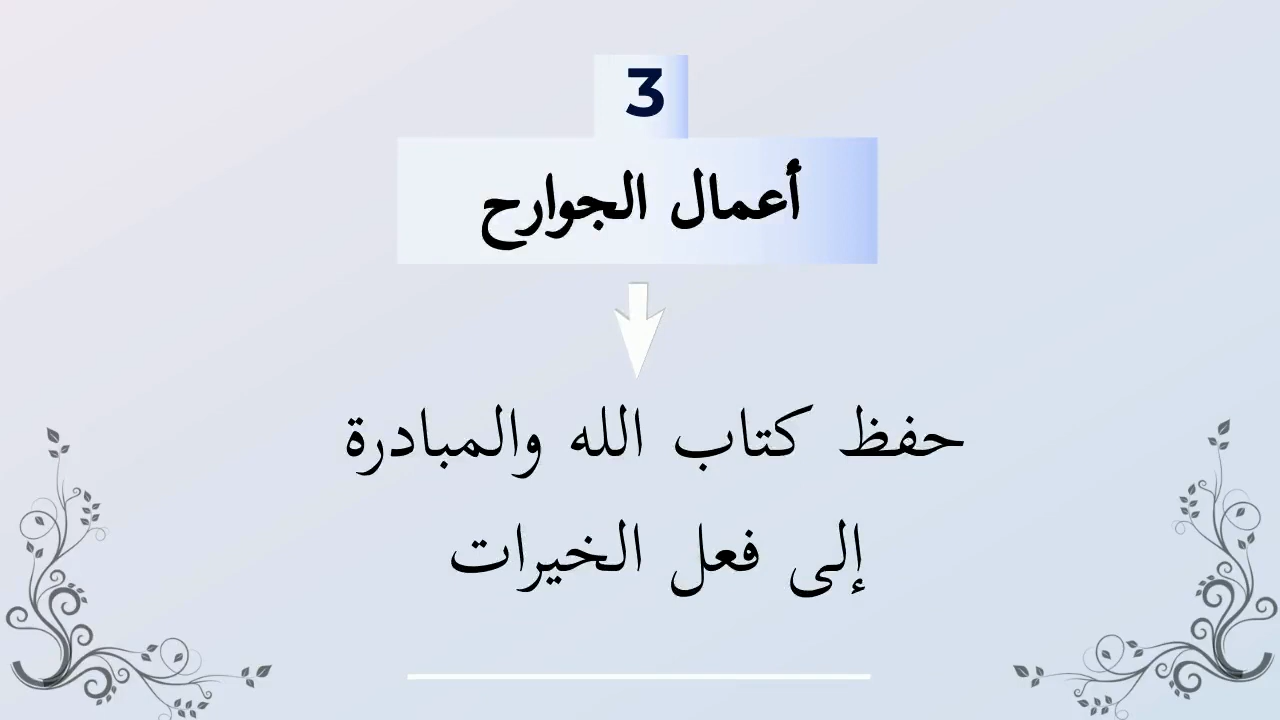 3
أعمال الجوارح
حفظ كتاب الله والمبادرة
إلى فعل الخيرات